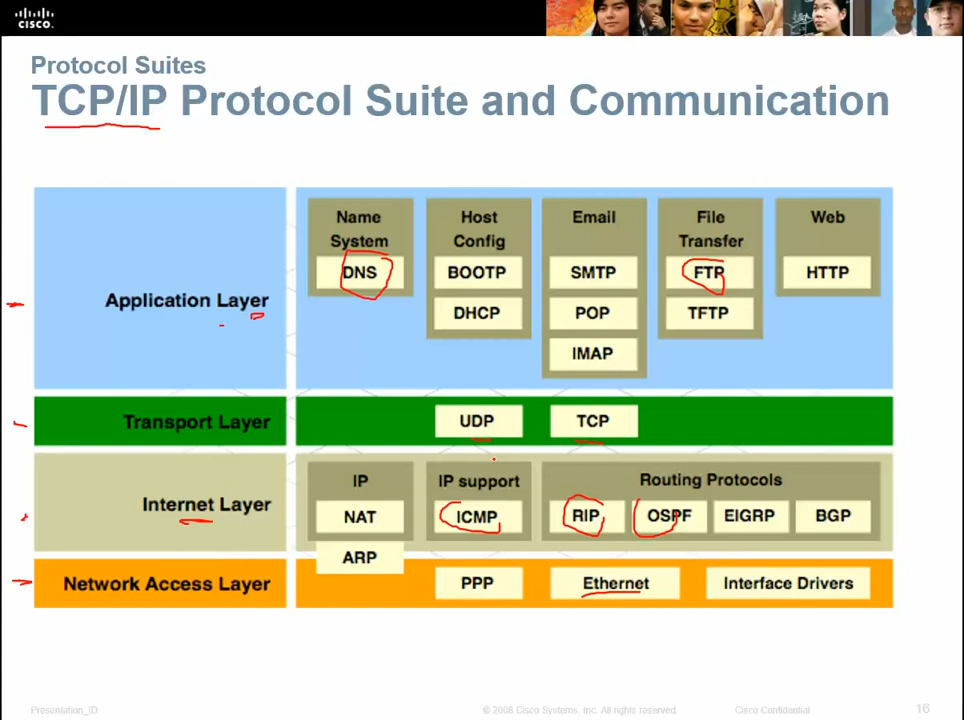 CISCO.
Protocol Suites
TCP/IP Protocol Suite and Communication
Application Layer
Name
System
DNS
Host
Config
BOOTP
DHCP
Email
SMTP
POP
IMAP
File
Transfer
FTP
TFTP
Web
HTTP
Transport Layer
UDP
TCP
Internet Layer
IP
NAT
ARP
IP support
ICMP
Routing Protocols
RIP
OSPF
EIGRP
BGP
Network Access Layer
PPP
Ethernet
Interface Drivers
Presentation_ID
© 2008 Cisco Systems, Inc. All rights reserved.
Cisco Confidential
16